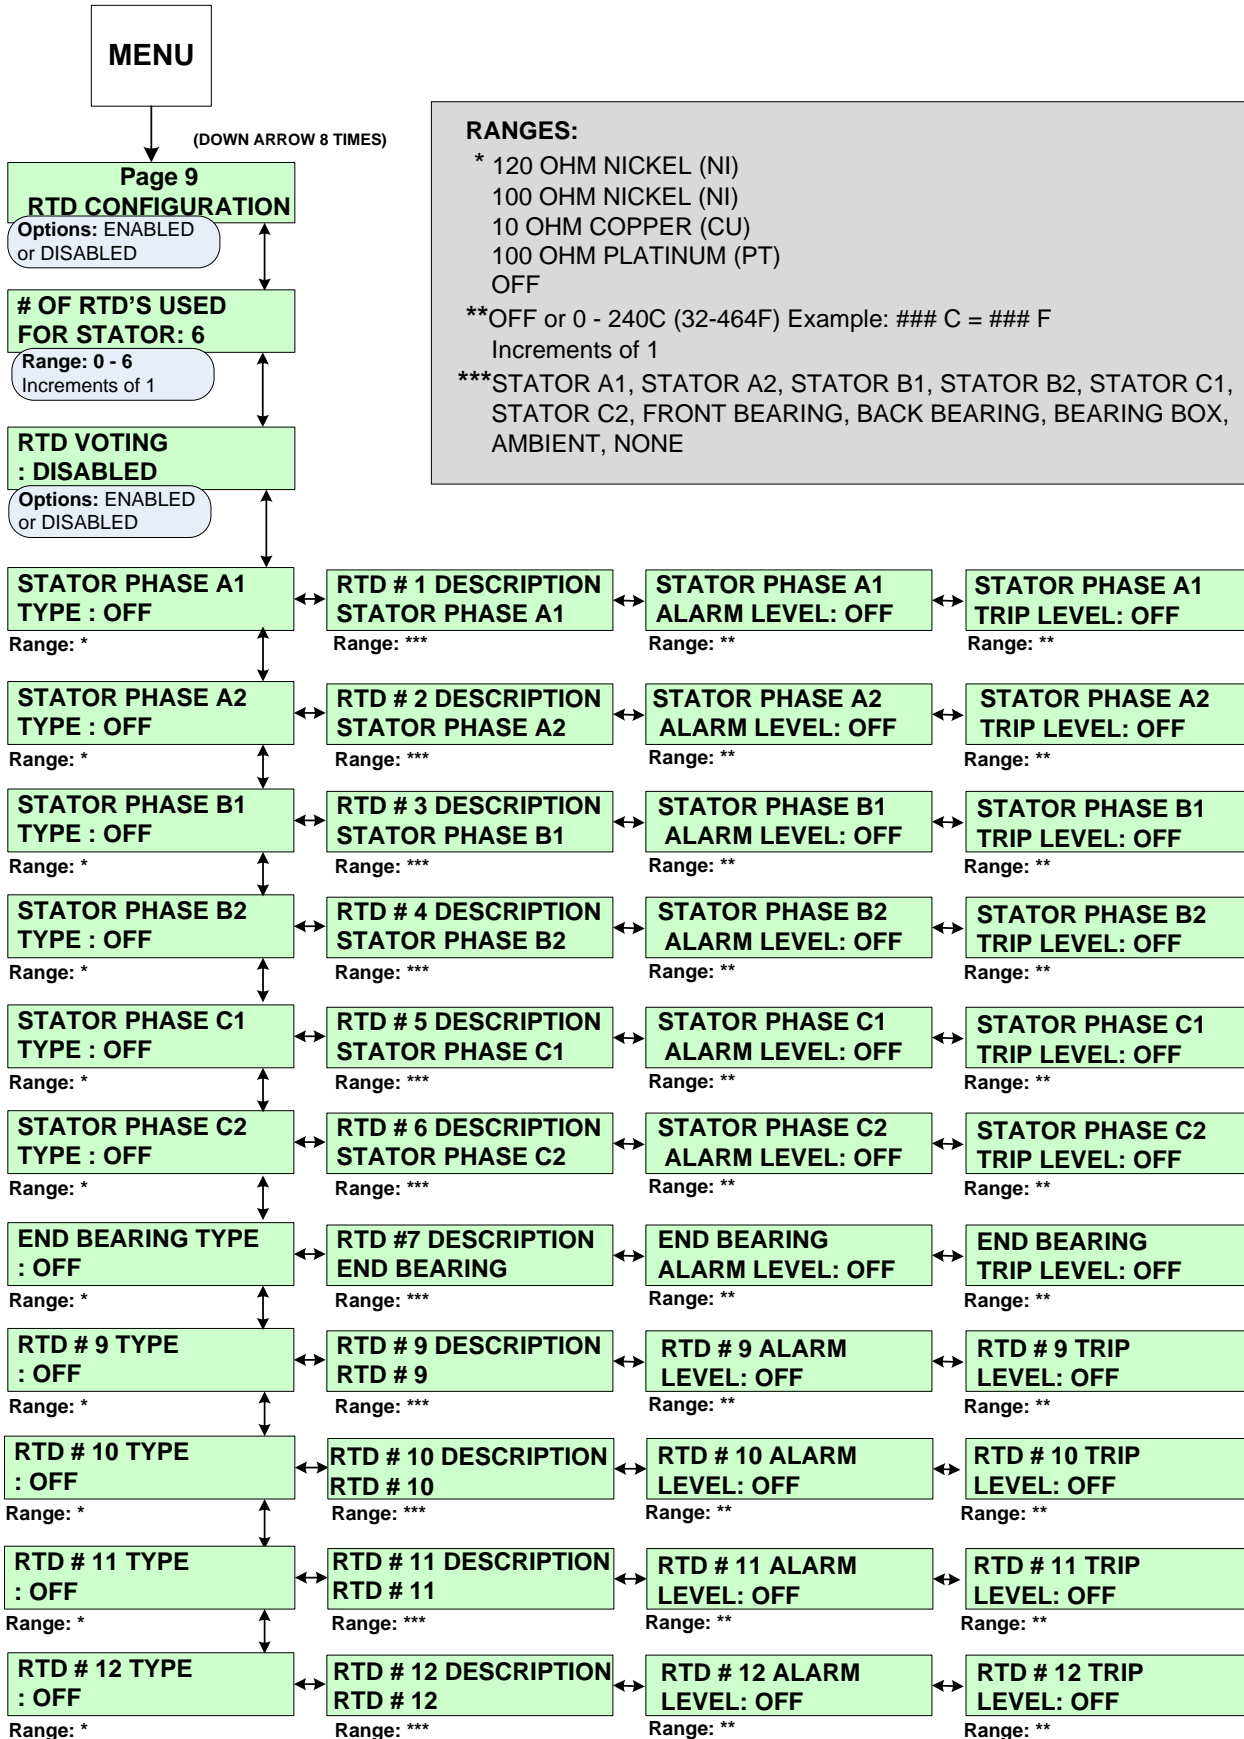 MENU
(DOWN ARROW 8 TIMES)
Page 9
RTD CONFIGURATION
Options: ENABLED
or DISABLED
# OF RTD'S USED
FOR STATOR: 6
Range: 0 - 6
Increments of 1
RTD VOTING
: DISABLED
Options: ENABLED
or DISABLED
RANGES:
* 120 OHM NICKEL (NI)
100 OHM NICKEL (NI)
10 OHM COPPER (CU)
100 OHM PLATINUM (PT)
OFF
**OFF or 0 - 240C (32-464F) Example: ### C = ### F
Increments of 1
***STATOR A1, STATOR A2, STATOR B1, STATOR B2, STATOR C1,
STATOR C2, FRONT BEARING, BACK BEARING, BEARING BOX,
AMBIENT, NONE
STATOR PHASE A1
TYPE : OFF
Range: *
RTD # 1 DESCRIPTION
STATOR PHASE A1
Range: ***
STATOR PHASE A1
ALARM LEVEL: OFF
Range: **
STATOR PHASE A1
TRIP LEVEL: OFF
Range: **
STATOR PHASE A2
TYPE : OFF
Range: *
RTD # 2 DESCRIPTION
STATOR PHASE A2
Range: ***
STATOR PHASE A2
ALARM LEVEL: OFF
Range: **
STATOR PHASE A2
TRIP LEVEL: OFF
Range: **
STATOR PHASE B1
TYPE : OFF
Range: *
RTD # 3 DESCRIPTION
STATOR PHASE B1
Range: ***
STATOR PHASE B1
ALARM LEVEL: OFF
Range: **
STATOR PHASE B1
TRIP LEVEL: OFF
Range: **
STATOR PHASE B2
TYPE : OFF
Range: *
RTD # 4 DESCRIPTION
STATOR PHASE B2
Range: ***
STATOR PHASE B2
ALARM LEVEL: OFF
Range: **
STATOR PHASE B2
TRIP LEVEL: OFF
Range: **
STATOR PHASE C1
TYPE : OFF
Range: *
RTD # 5 DESCRIPTION
STATOR PHASE C1
Range: ***
STATOR PHASE C1
ALARM LEVEL: OFF
Range: **
STATOR PHASE C1
TRIP LEVEL: OFF
Range: **
STATOR PHASE C2
TYPE : OFF
Range: *
RTD # 6 DESCRIPTION
STATOR PHASE C2
Range: ***
STATOR PHASE C2
ALARM LEVEL: OFF
Range: **
STATOR PHASE C2
TRIP LEVEL: OFF
Range: **
END BEARING TYPE
: OFF
Range: *
RTD #7 DESCRIPTION
END BEARING
Range: ***
END BEARING
ALARM LEVEL: OFF
Range: **
END BEARING
TRIP LEVEL: OFF
Range: **
RTD # 9 TYPE
: OFF
Range: *
RTD # 9 DESCRIPTION
RTD # 9
Range: ***
RTD # 9 ALARM
LEVEL: OFF
Range: **
RTD # 9 TRIP
LEVEL: OFF
Range: **
RTD # 10 TYPE
: OFF
Range: *
RTD # 10 DESCRIPTION
RTD # 10
Range: ***
RTD # 10 ALARM
LEVEL: OFF
Range: **
RTD # 10 TRIP
LEVEL: OFF
Range: **
RTD # 11 TYPE
: OFF
Range: *
RTD # 11 DESCRIPTION
RTD # 11
Range: ***
RTD # 11 ALARM
LEVEL: OFF
Range: **
RTD # 11 TRIP
LEVEL: OFF
Range: **
RTD # 12 TYPE
: OFF
Range: *
RTD # 12 DESCRIPTION
RTD # 12
Range: ***
RTD # 12 ALARM
LEVEL: OFF
Range: **
RTD # 12 TRIP
LEVEL: OFF
Range: **